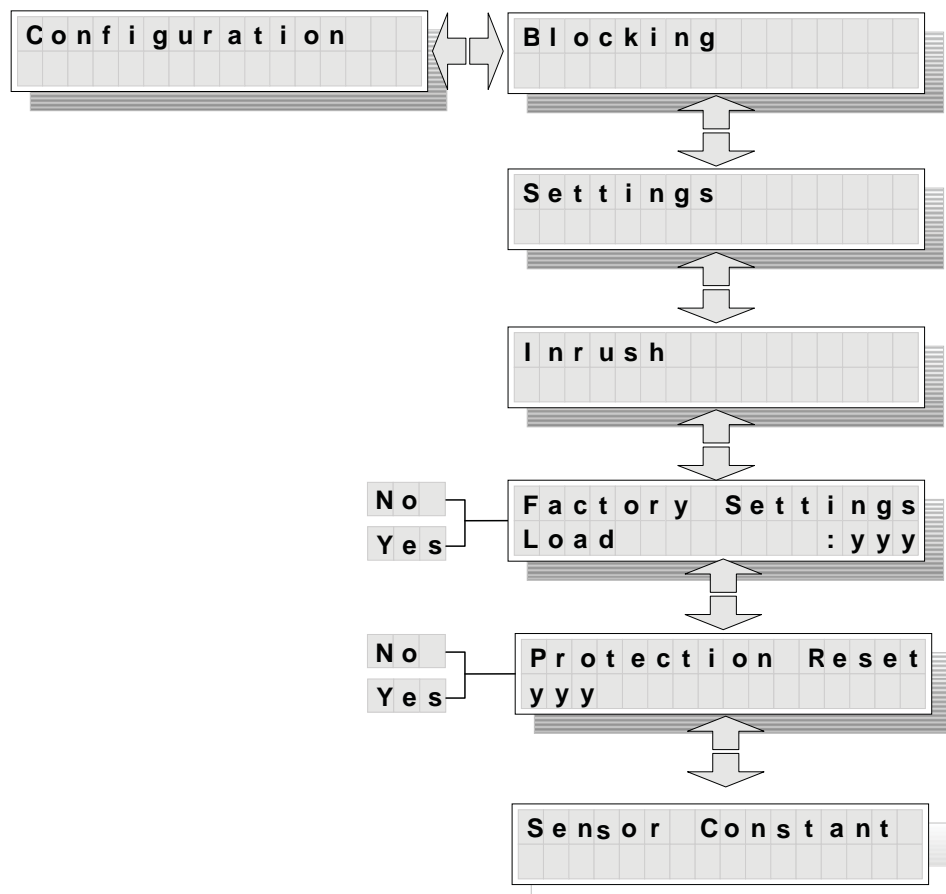 Configuration
Blocking
Settings
Inrush
No
Yes
Factory Settings
Load :yyy
No
Yes
Protection Reset
yyy
Sensor Constant